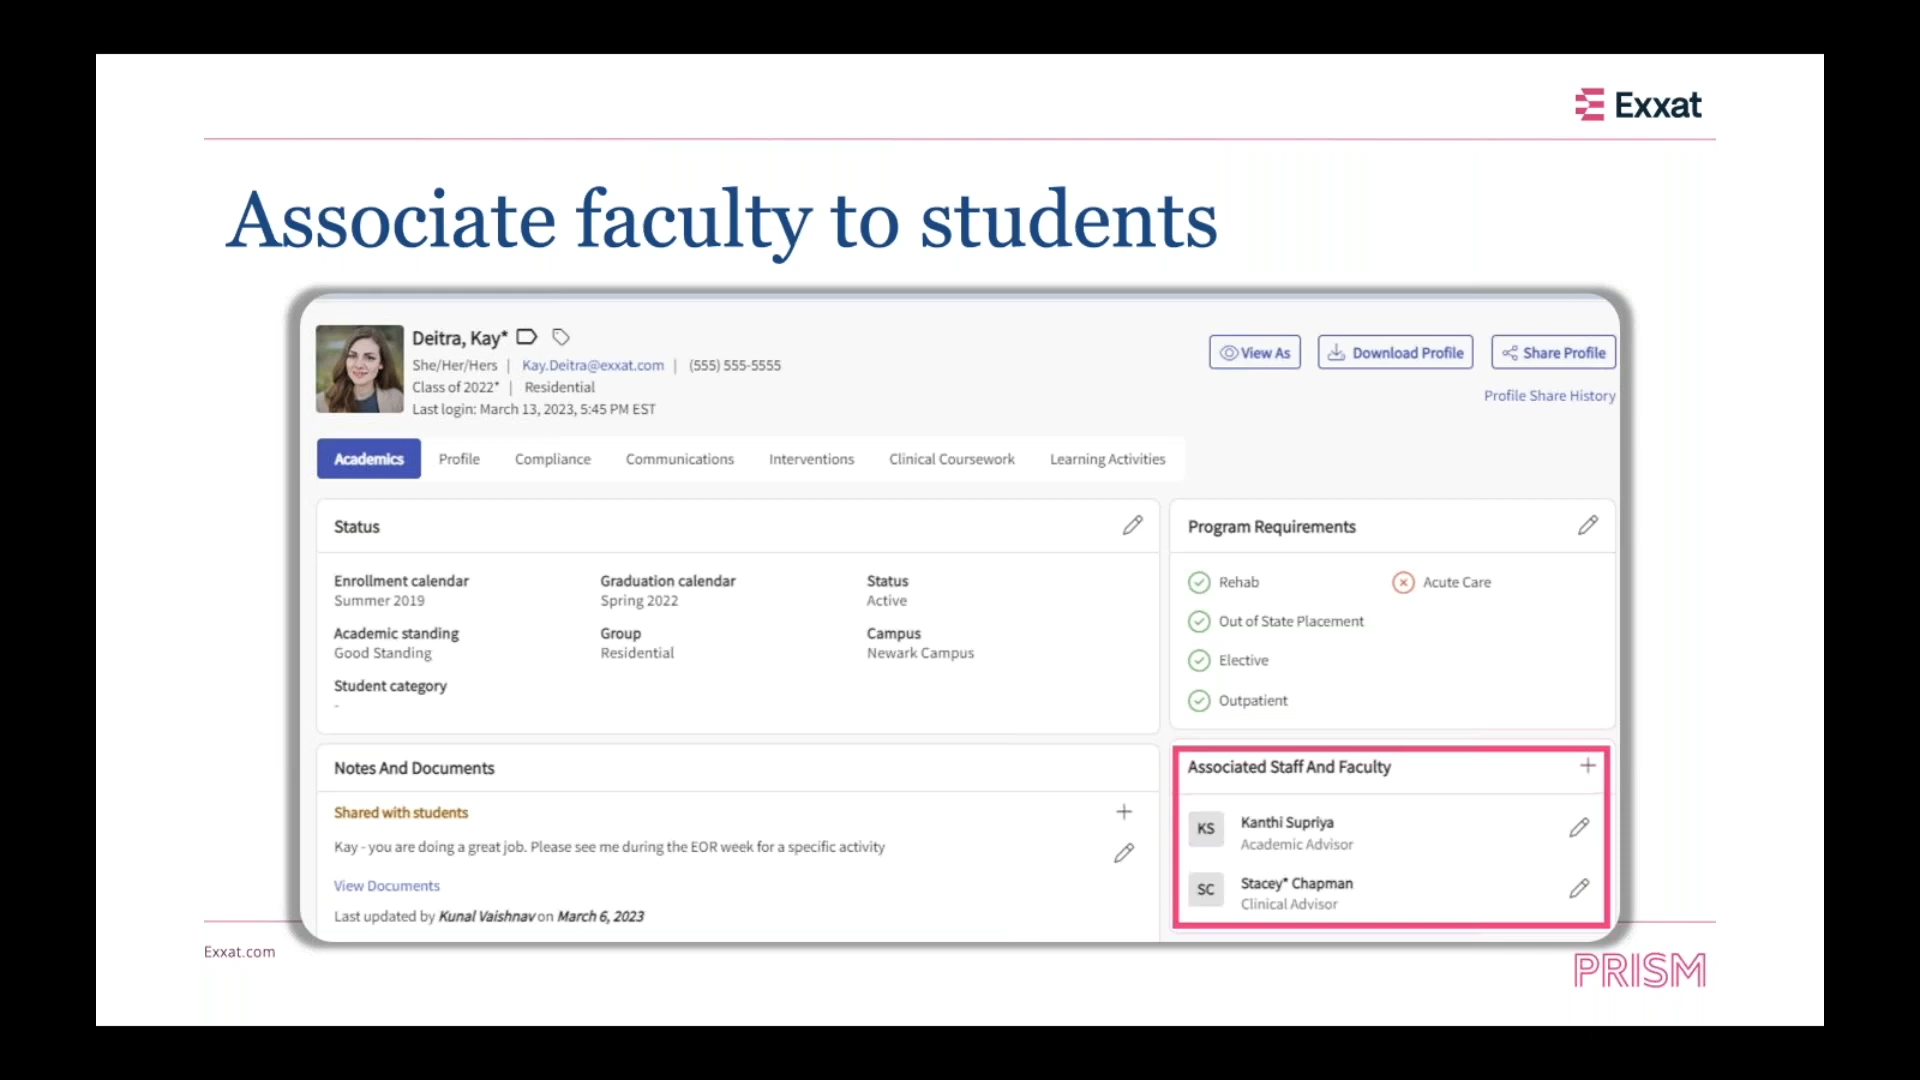 Exxat
Associate faculty to students
Deitra, Kay*
She/Her/Hers | Kay.Deitra@exxat.com | (555) 555-5555
Class of 2022* | Residential
Last login: March 13, 2023, 5:45 PM EST
View As
Download Profile
Share Profile
Profile Share History
Academics
Profile
Compliance
Communications
Interventions
Clinical Coursework
Learning Activities
Status
Enrollment calendar
Summer 2019
Graduation calendar
Spring 2022
Status
Active
Academic standing
Good Standing
Group
Residential
Campus
Newark Campus
Student category
-
Program Requirements
Rehab
Acute Care
Out of State Placement
Elective
Outpatient
Notes And Documents
Shared with students
Kay - you are doing a great job. Please see me during the EOR week for a specific activity
View Documents
Last updated by Kunal Vaishnav on March 6, 2023
Associated Staff And Faculty
KS
Kanthi Supriya
Academic Advisor
SC
Stacey* Chapman
Clinical Advisor
Exxat.com
PRISM